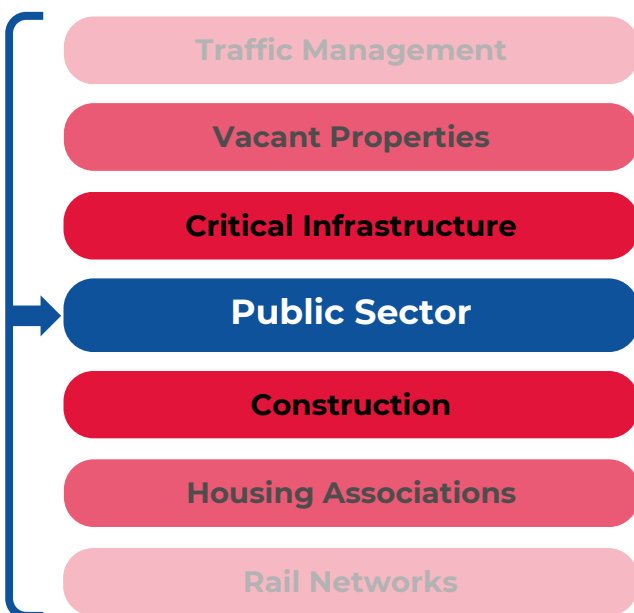 Traffic Management
Vacant Properties
Critical Infrastructure
Public Sector
Construction
Housing Associations
Rail Networks